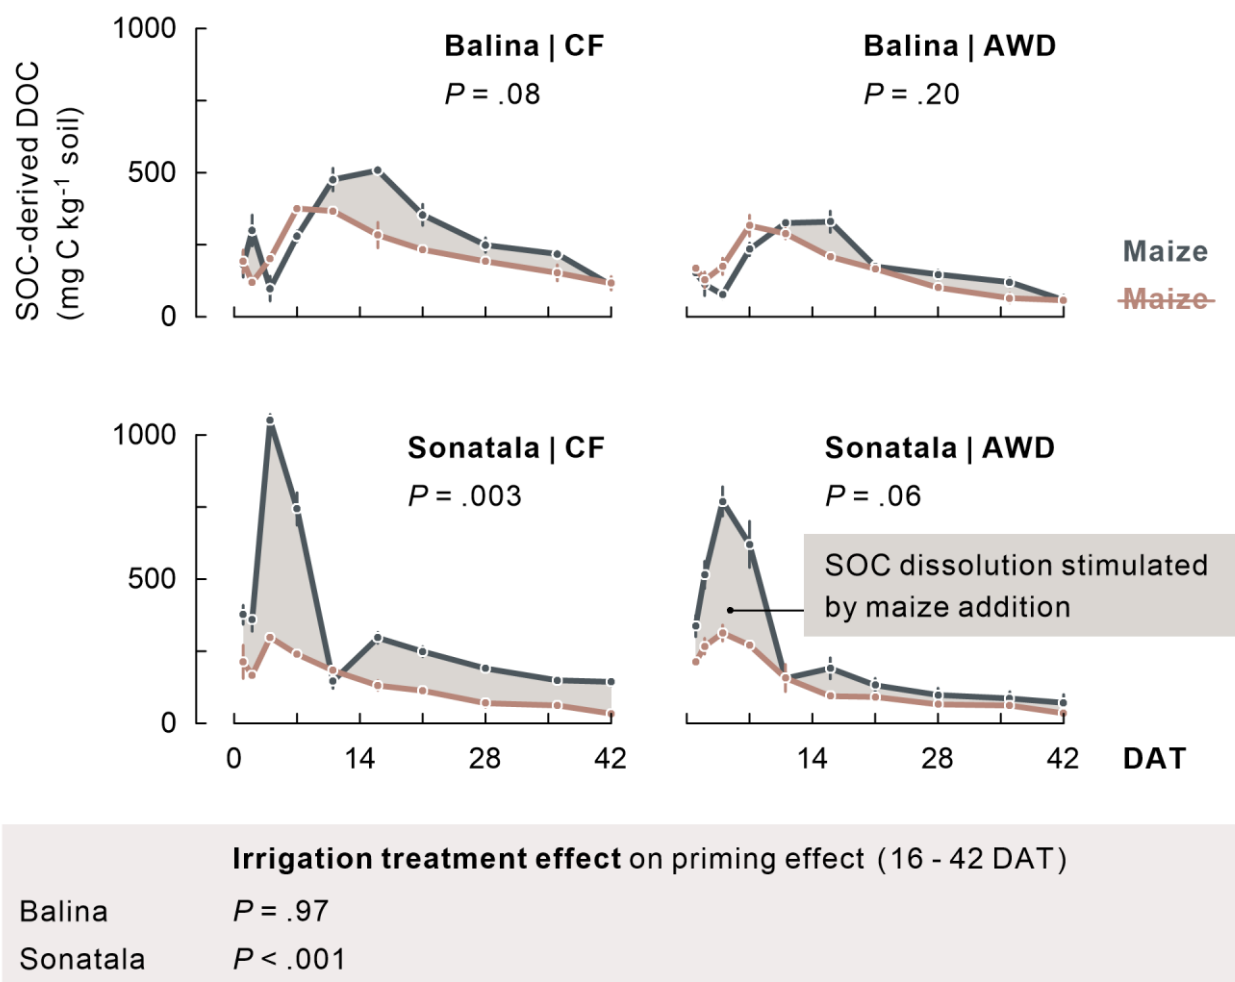 SOC-derived DOC
(mg C kg⁻¹ soil)
1000
500
0
Balina | CF
P = .08
Balina | AWD
P = .20
Maize
Maize
1000
500
0
Sonatala | CF
P = .003
Sonatala | AWD
P = .06
SOC dissolution stimulated
by maize addition
0 14 28 42 14 28 42 DAT
Irrigation treatment effect on priming effect (16 - 42 DAT)
Balina P = .97
Sonatala P < .001